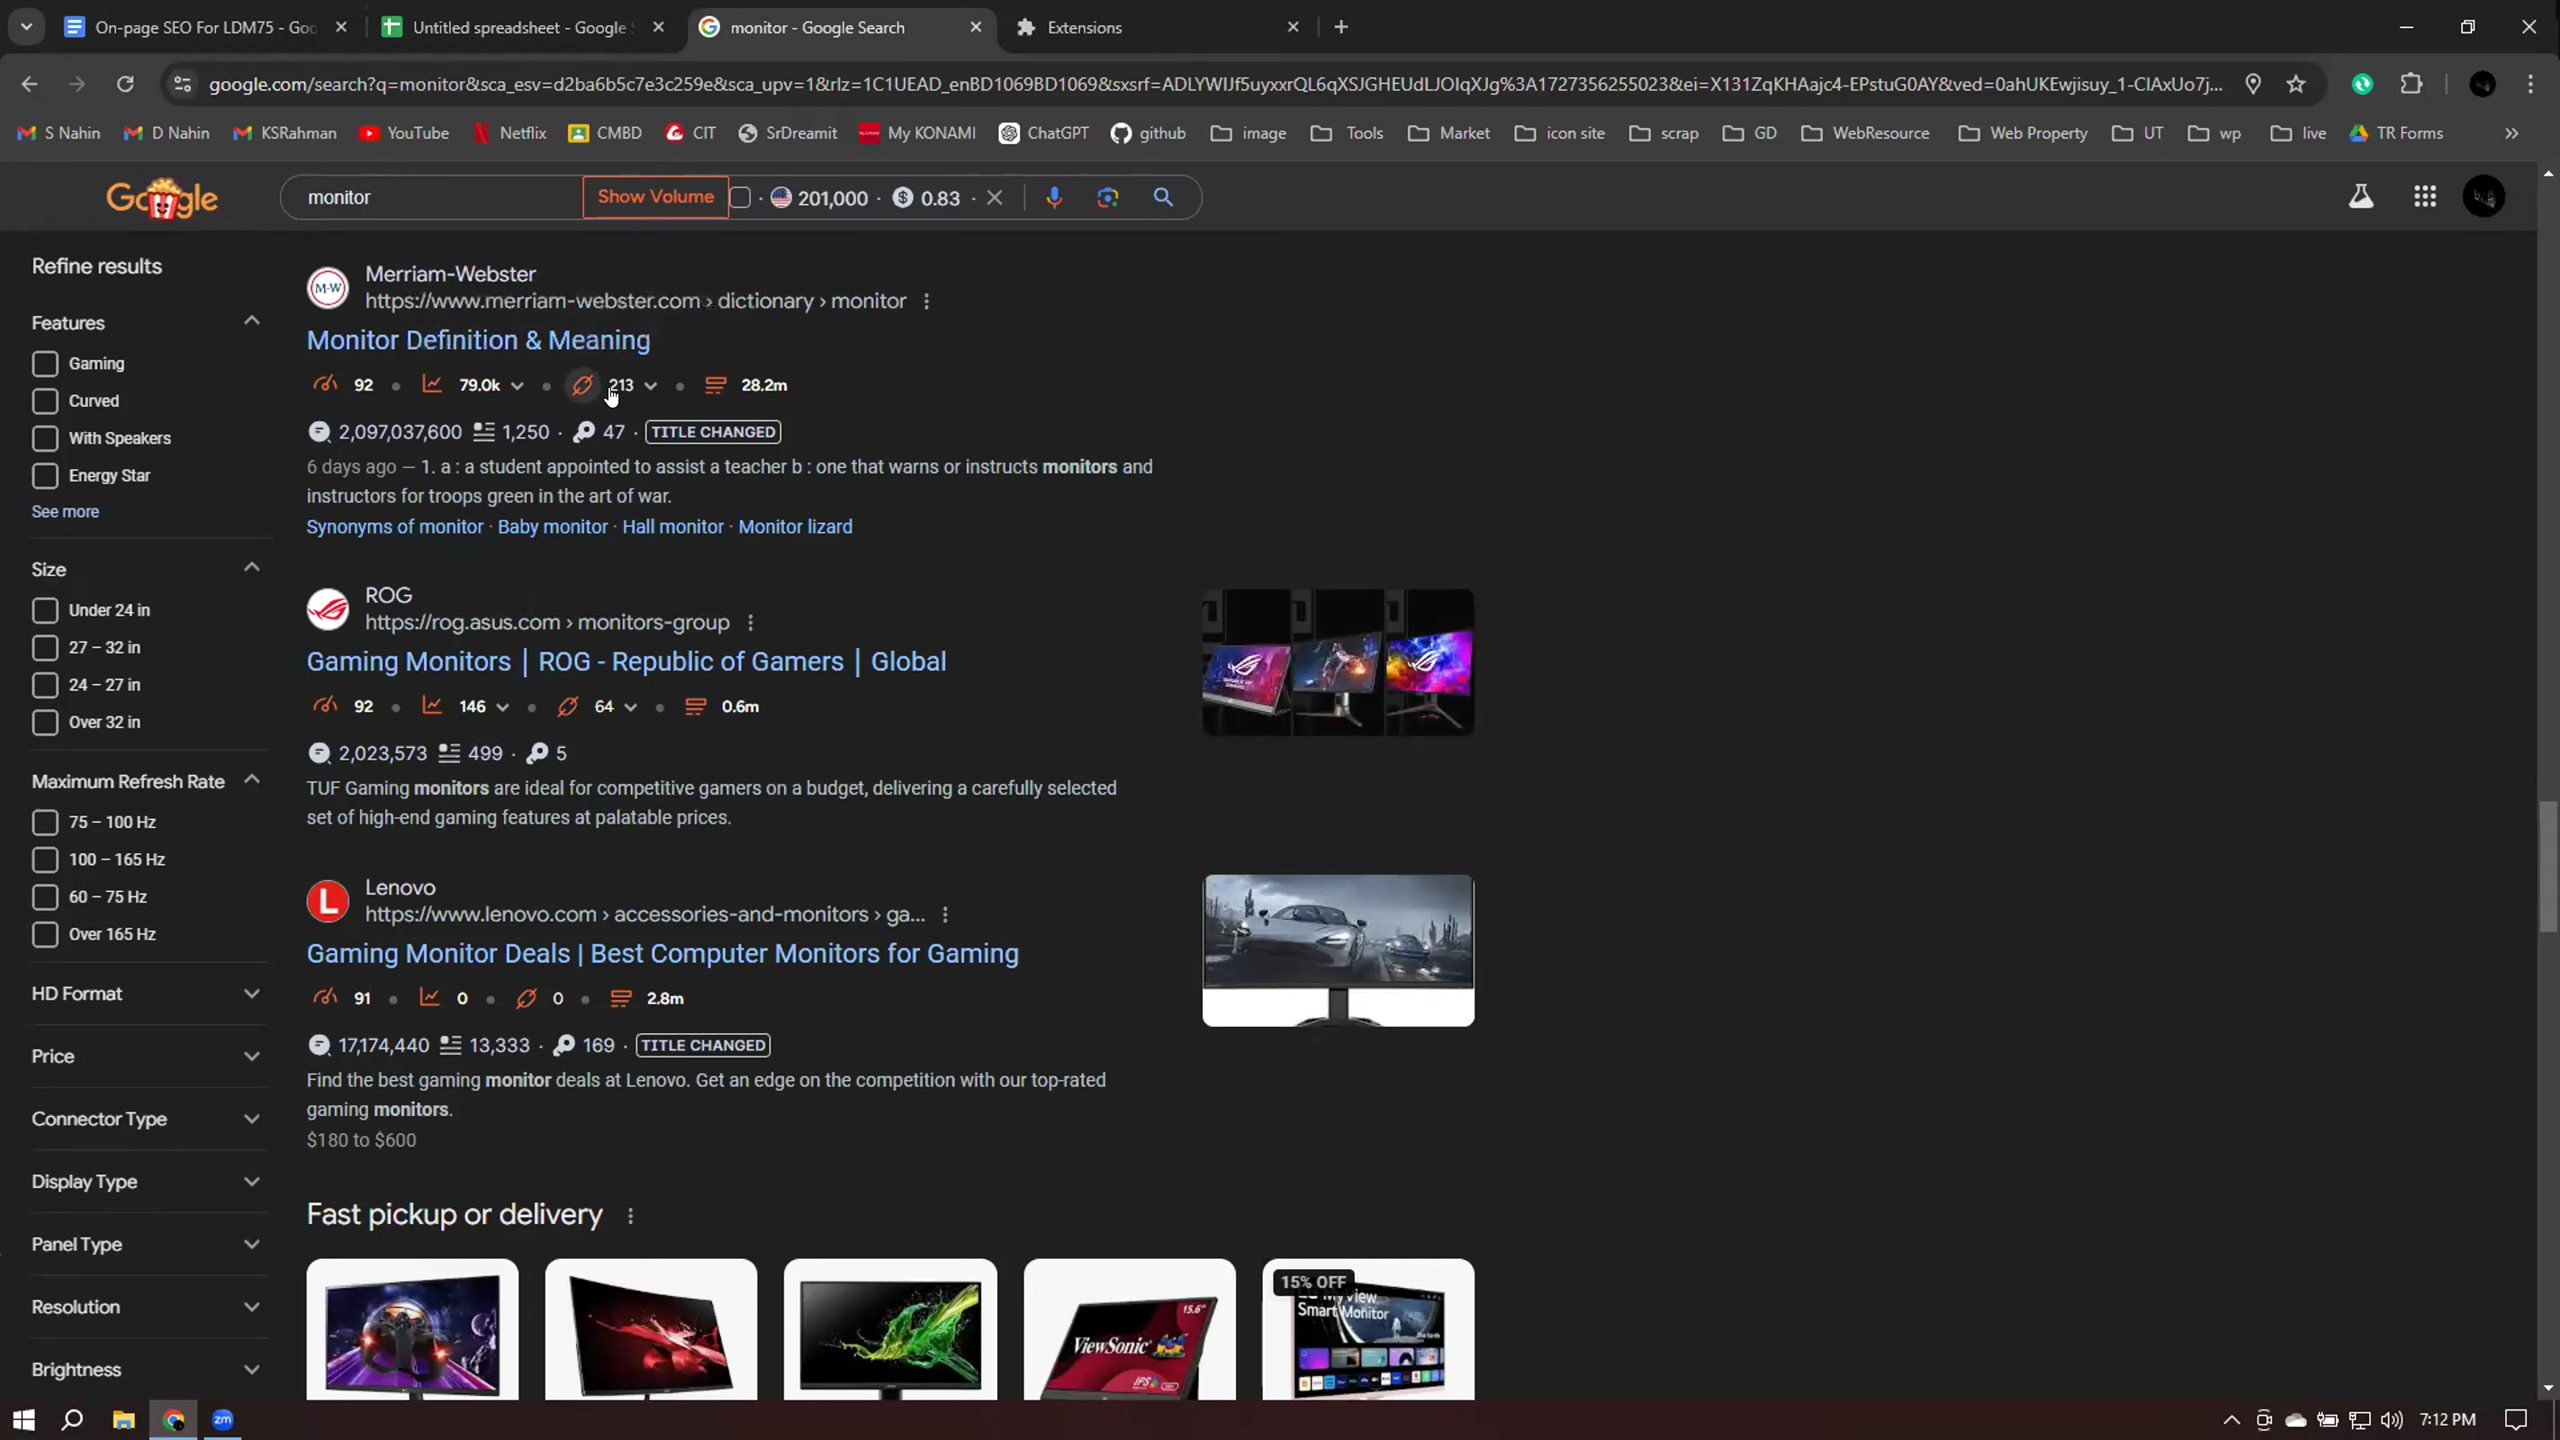 On-page SEO For LDM75 - Goo
Untitled spreadsheet - Google S
monitor - Google Search
Extensions
google.com/search?q=monitor&sca_esv=d2ba6b5c7e3c259e&sca_upv=1&rlz=1C1UEAD_enBD1069BD1069&sxsrf=ADLYWIJf5uyxxrQL6qXSJGHEUdLJOIqXJg%3A1727356255023&ei=X131ZqKHAajc4-EPstuG0AY&ved=0ahUKEwjisuy_1-CIAxUo7j...
S Nahin
D Nahin
KSRahman
YouTube
Netflix
CMBD
CIT
SrDreamit
My KONAMI
ChatGPT
github
image
Tools
Market
icon site
scrap
GD
WebResource
Web Property
UT
wp
live
TR Forms
»
Google
monitor
Show Volume
201,000 · 0.83
Refine results
Features
Gaming
Curved
With Speakers
Energy Star
See more
Size
Under 24 in
27 – 32 in
24 – 27 in
Over 32 in
Maximum Refresh Rate
75 – 100 Hz
100 – 165 Hz
60 – 75 Hz
Over 165 Hz
HD Format
Price
Connector Type
Display Type
Panel Type
Resolution
Brightness
M-W
Merriam-Webster
https://www.merriam-webster.com › dictionary › monitor
Monitor Definition & Meaning
92 79.0k 213 28.2m
2,097,037,600 1,250 · 47 · TITLE CHANGED
6 days ago — 1. a : a student appointed to assist a teacher b : one that warns or instructs monitors and
instructors for troops green in the art of war.
Synonyms of monitor · Baby monitor · Hall monitor · Monitor lizard
ROG
https://rog.asus.com › monitors-group
Gaming Monitors｜ROG - Republic of Gamers｜Global
92 146 64 0.6m
2,023,573 499 · 5
TUF Gaming monitors are ideal for competitive gamers on a budget, delivering a carefully selected
set of high-end gaming features at palatable prices.
L
Lenovo
https://www.lenovo.com › accessories-and-monitors › ga...
Gaming Monitor Deals | Best Computer Monitors for Gaming
91 0 0 2.8m
17,174,440 13,333 · 169 · TITLE CHANGED
Find the best gaming monitor deals at Lenovo. Get an edge on the competition with our top-rated
gaming monitors.
$180 to $600
Fast pickup or delivery
15.6"
ViewSonic
IPS
15% OFF
MyView
Smart Monitor
zm
7:12 PM